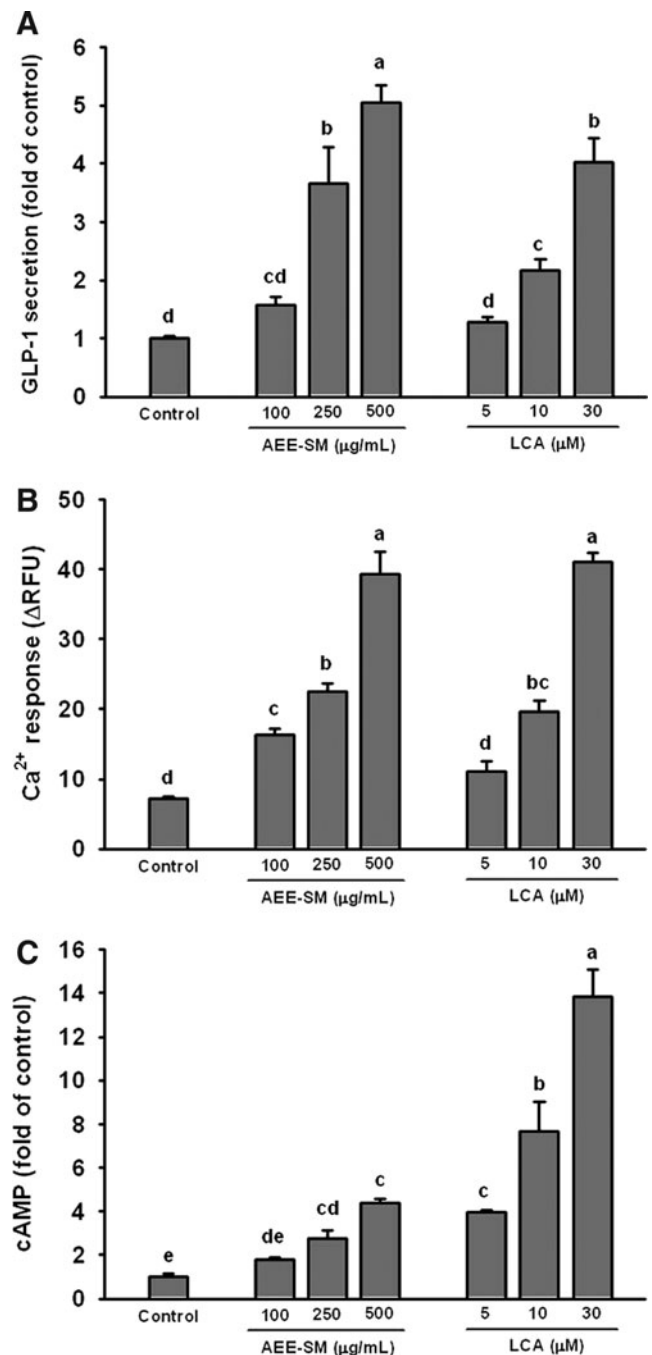 A
GLP-1 secretion (fold of control)
6
5
4
3
2
1
0
d
cd
b
a
d
c
b
Control
100 250 500
5 10 30
AEE-SM (μg/mL)
LCA (μM)
B
Ca2+ response (ΔRFU)
50
40
30
20
10
0
d
c
b
a
d
bc
a
Control
100 250 500
5 10 30
AEE-SM (μg/mL)
LCA (μM)
C
cAMP (fold of control)
16
14
12
10
8
6
4
2
0
e
de
cd
c
c
b
a
Control
100 250 500
5 10 30
AEE-SM (μg/mL)
LCA (μM)